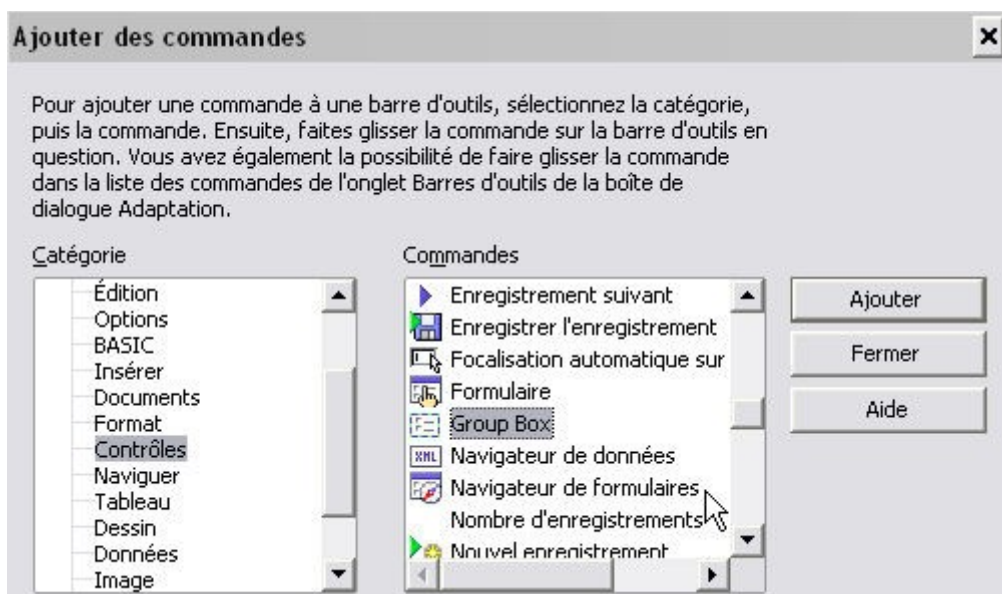 Ajouter des commandes
Pour ajouter une commande à une barre d'outils, sélectionnez la catégorie,
puis la commande. Ensuite, faites glisser la commande sur la barre d'outils en
question. Vous avez également la possibilité de faire glisser la commande
dans la liste des commandes de l'onglet Barres d'outils de la boîte de
dialogue Adaptation.
Catégorie
Édition
Options
BASIC
Insérer
Documents
Format
Contrôles
Naviguer
Tableau
Dessin
Données
Image
Commandes
Enregistrement suivant
Enregistrer l'enregistrement
Focalisation automatique sur
Formulaire
Group Box
XML Navigateur de données
Navigateur de formulaires
Nombre d'enregistrements
Nouvel enregistrement
Ajouter
Fermer
Aide